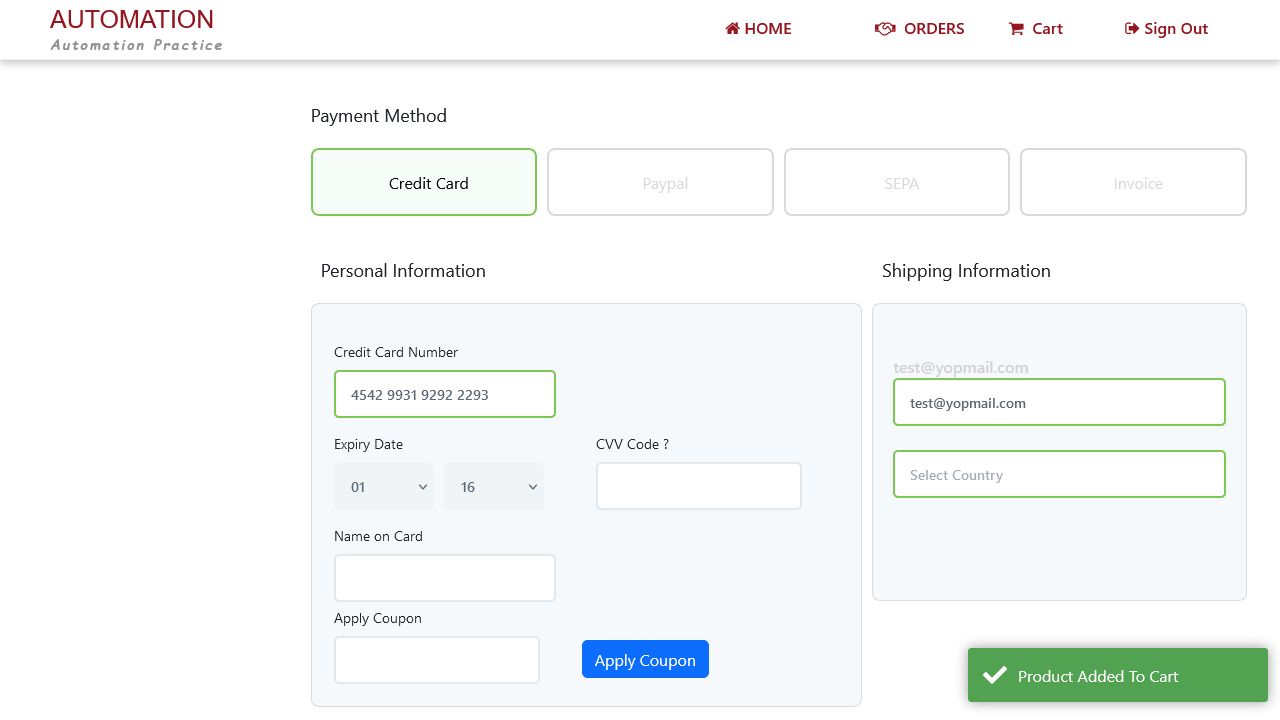 AUTOMATION
Automation Practice
HOME
ORDERS
Cart
Sign Out
Payment Method
Credit Card
Paypal
SEPA
Invoice
Personal Information
Shipping Information
Credit Card Number
4542 9931 9292 2293
Expiry Date
CVV Code ?
01
16
Name on Card
Apply Coupon
Apply Coupon
test@yopmail.com
test@yopmail.com
Select Country
Product Added To Cart